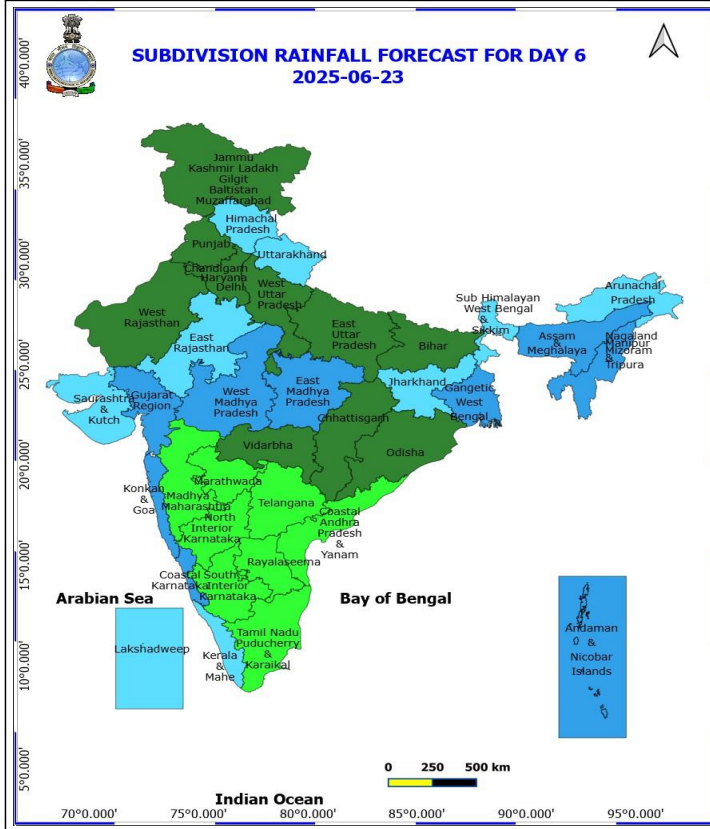 SUBDIVISION RAINFALL FORECAST FOR DAY 6
2025-06-23
40°0.000'
35°0.000'
30°0.000'
25°0.000'
20°0.000'
15°0.000'
10°0.000'
5°0.000'
Jammu
Kashmir Ladakh
Gilgit
Baltistan
Muzaffarabad
Himachal
Pradesh
Uttarakhand
Punjab
Chandigarh
Haryana
Delhi
West
Uttar
Pradesh
West
Rajasthan
East
Rajasthan
East
Uttar
Pradesh
Bihar
Sub Himalayan
West Bengal
&
Sikkim
Arunachal
Pradesh
Assam
&
Meghalaya
Nagaland
Manipur
Mizoram
&
Tripura
Saurashtra
&
Kutch
Gujarat
Region
West
Madhya
Pradesh
East
Madhya
Pradesh
Jharkhand
Gangetic
West
Bengal
Chhattisgarh
Vidarbha
Odisha
Konkan
&
Goa
Madhya
Maharashtra
Marathwada
Telangana
North
Interior
Karnataka
Coastal
Andhra
Pradesh
&
Yanam
Rayalaseema
Coastal
Karnataka
South
Interior
Karnataka
Arabian Sea
Bay of Bengal
Lakshadweep
Kerala
&
Mahe
Tamil Nadu
Puducherry
&
Karaikal
Andaman
&
Nicobar
Islands
0 250 500 km
Indian Ocean
70°0.000' 75°0.000' 80°0.000' 85°0.000' 90°0.000' 95°0.000'